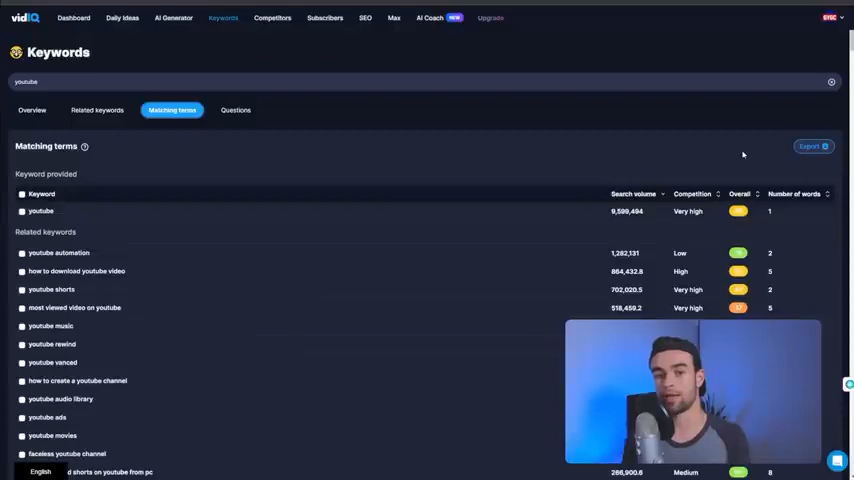 vidIQ Dashboard Daily Ideas AI Generator Keywords Competitors Subscribers SEO Max AI Coach NEW Upgrade GYGC
Keywords
youtube
Overview Related keywords Matching terms Questions
Matching terms Export
Keyword provided
Keyword Search volume Competition Overall Number of words
youtube 9,599,494 Very high 1
Related keywords
youtube automation 1,282,131 Low 2
how to download youtube video 864,432.8 High 5
youtube shorts 702,020.5 Very high 2
most viewed video on youtube 518,459.2 Very high 37 5
youtube music
youtube rewind
youtube vanced
how to create a youtube channel
youtube audio library
youtube ads
youtube movies
faceless youtube channel
English d shorts on youtube from pc 286,900.6 Medium 8